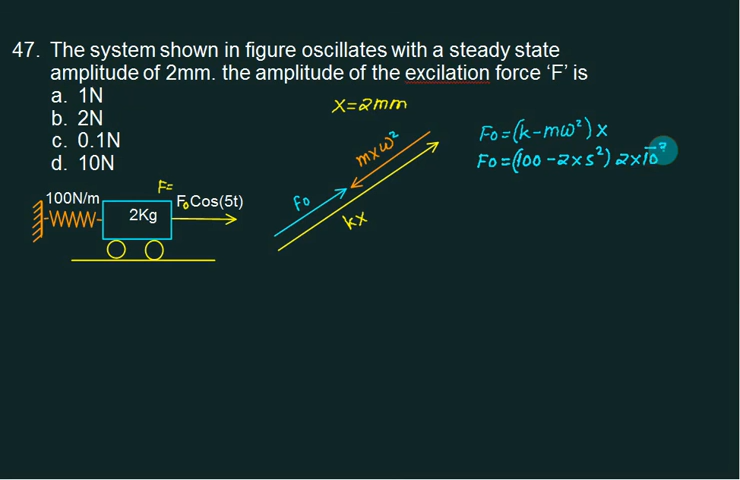 47. The system shown in figure oscillates with a steady state
amplitude of 2mm. the amplitude of the excilation force 'F' is
a. 1N
b. 2N
c. 0.1N
d. 10N
x=2mm
Fo=(k-mω²)x
Fo=(100-2x5²)2x10⁻³
100N/m
2Kg
F=
F₀Cos(5t)
Fo
mxω²
kx